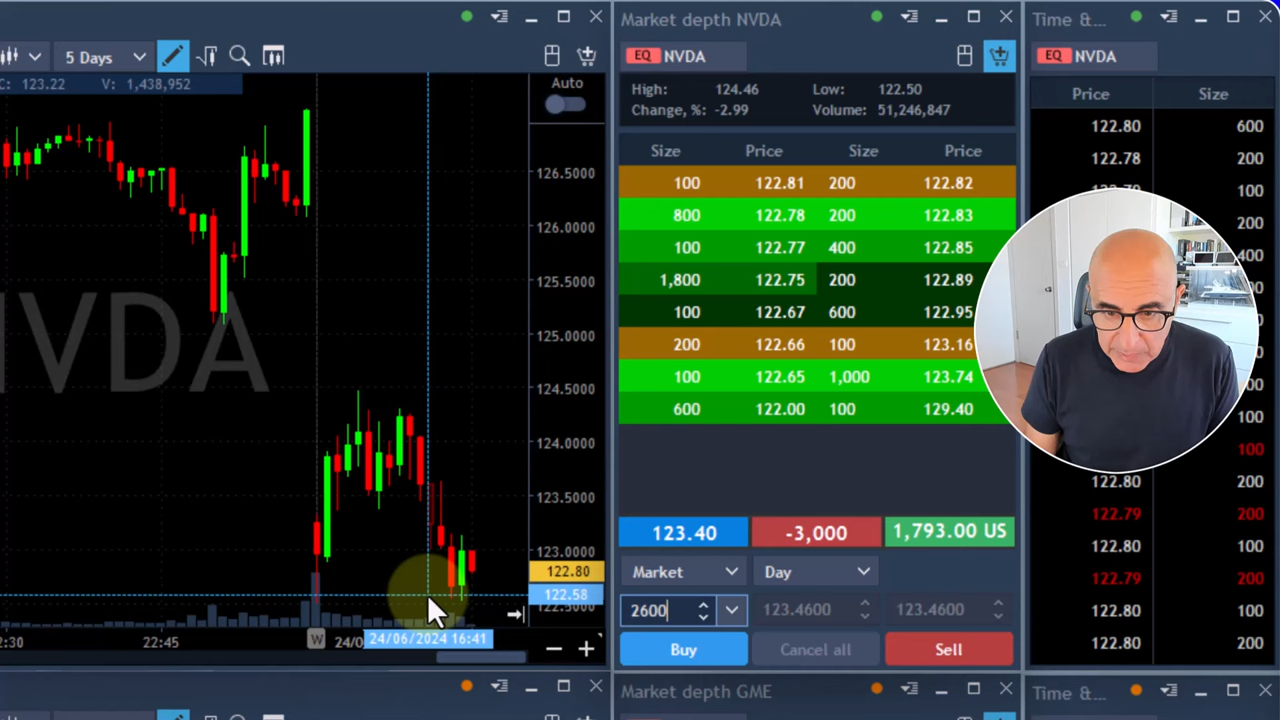 5 Days
C: 123.22 V: 1,438,952
Auto
126.5000
126.0000
125.5000
125.0000
124.5000
124.0000
123.5000
123.0000
122.80
122.58
NVDA
22:45
W
24/06/2024 16:41
Market depth NVDA
EQ NVDA
High: 124.46 Low: 122.50
Change, %: -2.99 Volume: 51,246,847
Size Price Size Price
100 122.81 200 122.82
800 122.78 200 122.83
100 122.77 400 122.85
1,800 122.75 200 122.89
100 122.67 600 122.95
200 122.66 100 123.16
100 122.65 1,000 123.74
600 122.00 100 129.40
123.40 -3,000 1,793.00 US
Market Day
2600 123.4600 123.4600
Buy Cancel all Sell
Market depth GME
Time &...
EQ NVDA
Price Size
122.80 600
122.78 200
100
200
100
100
122.80 200
122.79 200
122.80 100
122.79 200
122.80 100
122.80 200
Time &...